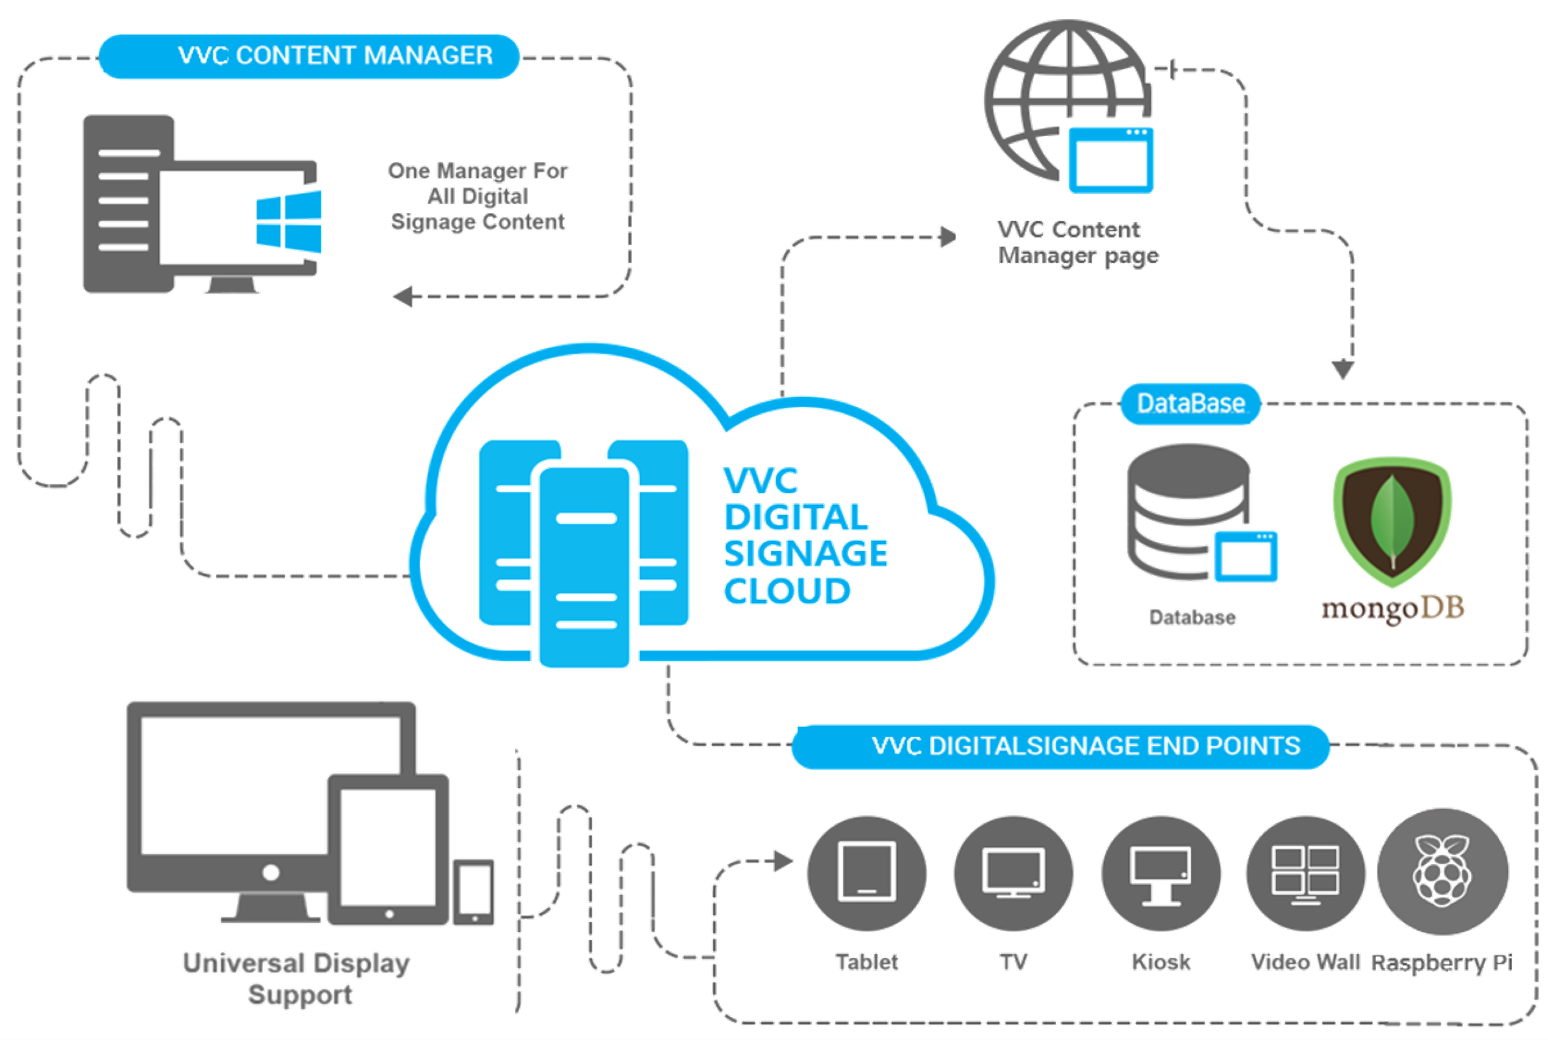 VVC CONTENT MANAGER
One Manager For
All Digital
Signage Content
VVC Content
Manager page
DataBase
Database
mongoDB
VVC
DIGITAL
SIGNAGE
CLOUD
VVC DIGITALSIGNAGE END POINTS
Tablet
TV
Kiosk
Video Wall
Raspberry Pi
Universal Display
Support